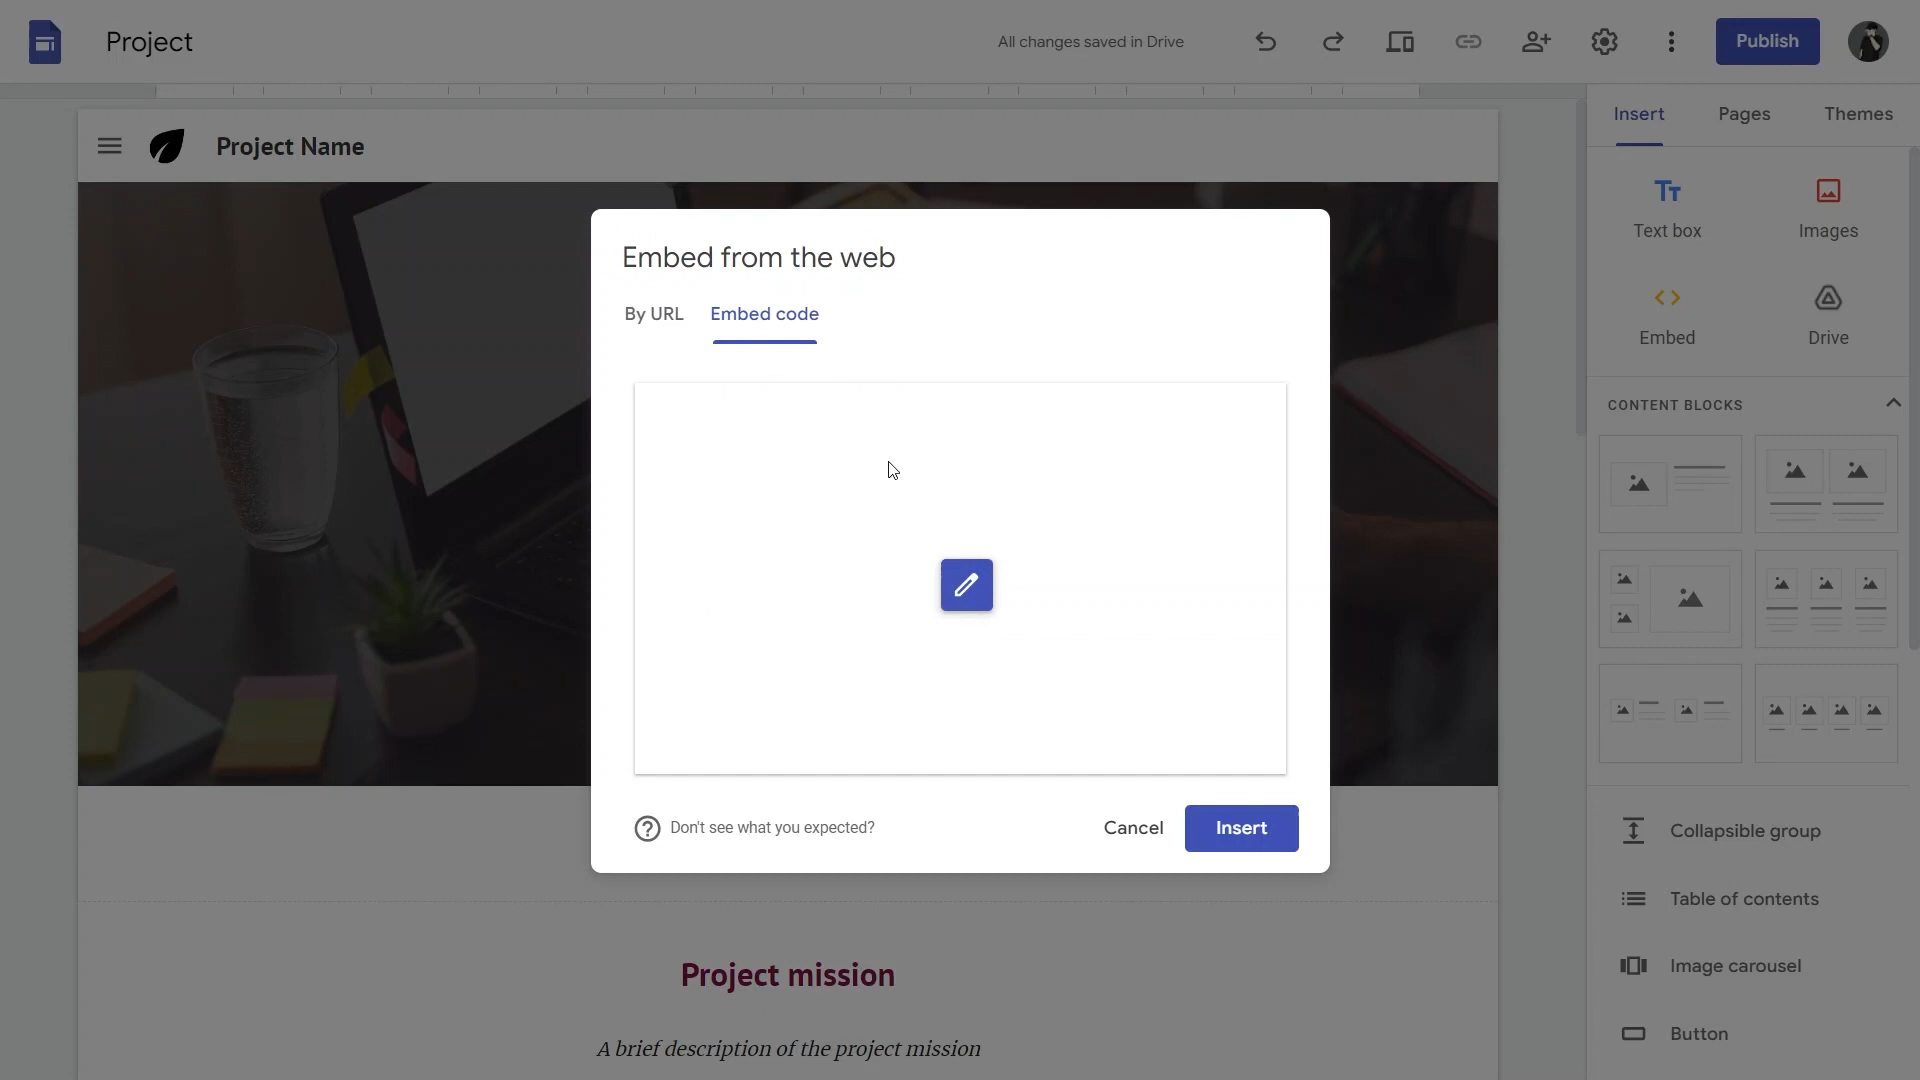 Project
All changes saved in Drive
Publish
Project Name
Insert
Pages
Themes
Text box
Images
Embed
Drive
CONTENT BLOCKS
Embed from the web
By URL
Embed code
Don't see what you expected?
Cancel
Insert
Collapsible group
Table of contents
Image carousel
Button
Project mission
A brief description of the project mission